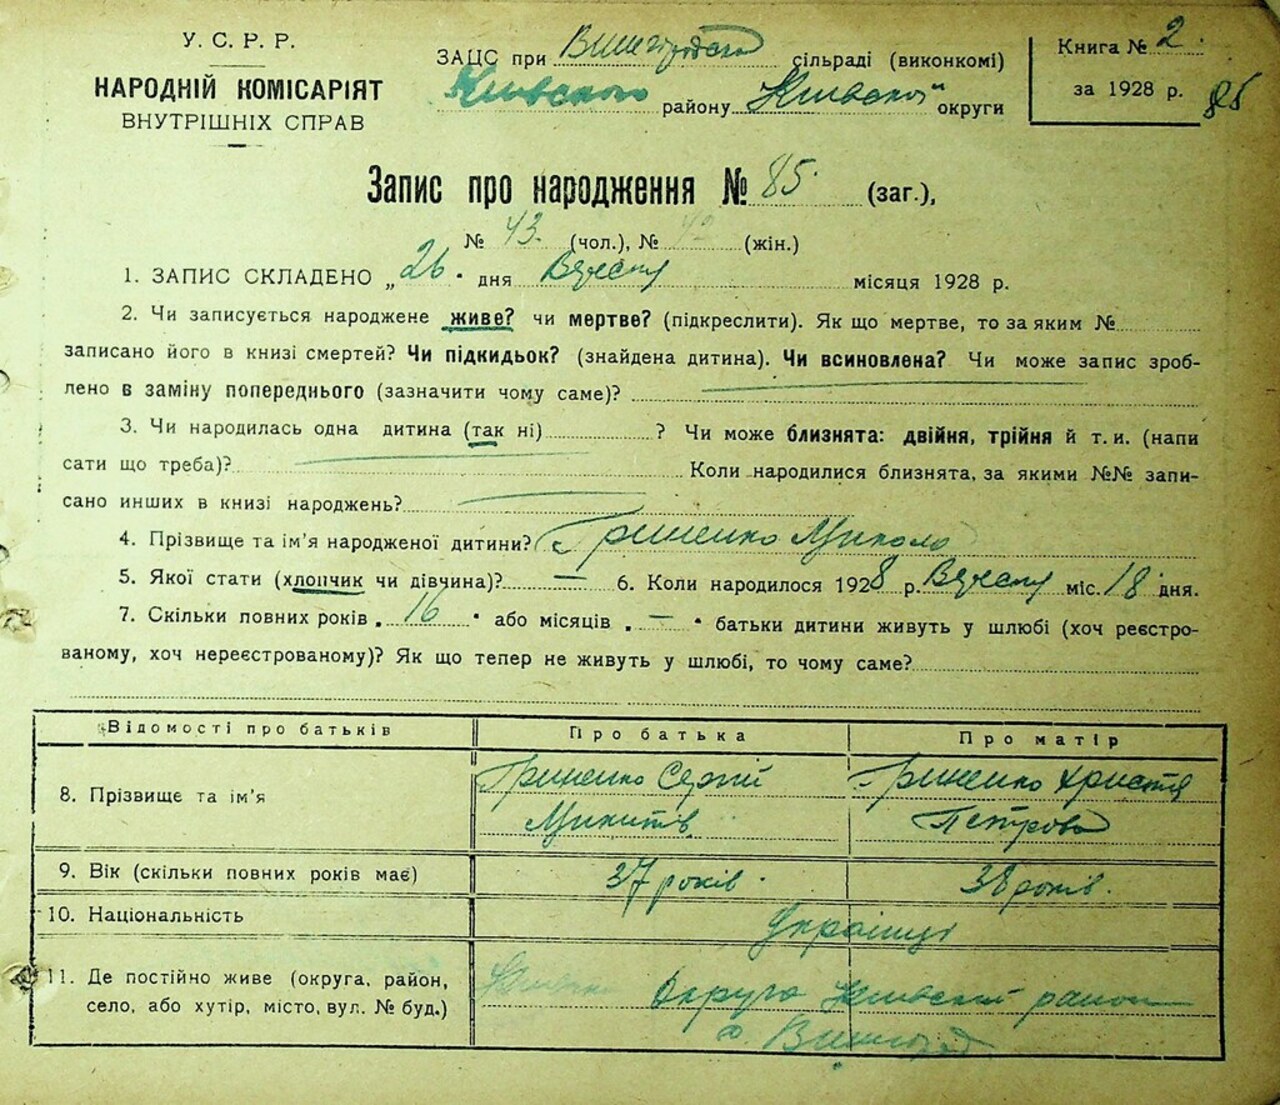 У. С. Р. Р.
НАРОДНІЙ КОМІСАРІЯТ
ВНУТРІШНІХ СПРАВ
ЗАЦС при Вишгородській сільраді (виконкомі)
Київського району Київської округи
Книга № 2.
за 1928 р.
85
Запис про народження № 85. (заг.),
№ 43. (чол.), № 42 (жін.)
1. ЗАПИС СКЛАДЕНО „26" дня Вересня місяця 1928 р.
2. Чи записується народжене живе? чи мертве? (підкреслити). Як що мертве, то за яким №
записано його в книзі смертей? Чи підкидьок? (знайдена дитина). Чи всиновлена? Чи може запис зроб-
лено в заміну попереднього (зазначити чому саме)?
3. Чи народилась одна дитина (так ні) ? Чи може близнята: двійня, трійня й т. и. (напи
сати що треба)? Коли народилися близнята, за якими №№ запи-
сано инших в книзі народжень?
4. Прізвище та ім'я народженої дитини? Гриненко Микола
5. Якої стати (хлопчик чи дівчина)? — 6. Коли народилося 1928 р. Вересня міс. 18 дня.
7. Скільки повних років „16" або місяців „—" батьки дитини живуть у шлюбі (хоч реєстро-
ваному, хоч нереєстрованому)? Як що тепер не живуть у шлюбі, то чому саме?
Відомості про батьків Про батька Про матір
8. Прізвище та ім'я Гриненко Сергій Микитів Гриненко Христя Петрова
9. Вік (скільки повних років має) 37 років. 38 років.
10. Національність Українці
11. Де постійно живе (округа, район,
село, або хутір, місто, вул. № буд.)
Округа Київський район
с. Вишгород